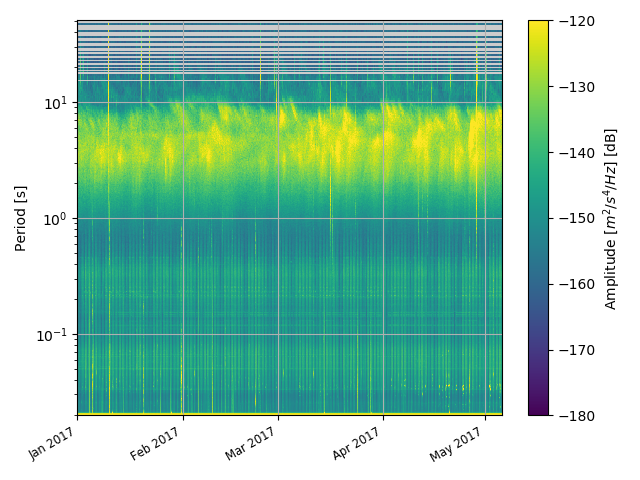 Period [s]
10¹
10⁰
10⁻¹
Jan 2017
Feb 2017
Mar 2017
Apr 2017
May 2017
−120
−130
−140
−150
−160
−170
−180
Amplitude [m²/s⁴/Hz] [dB]